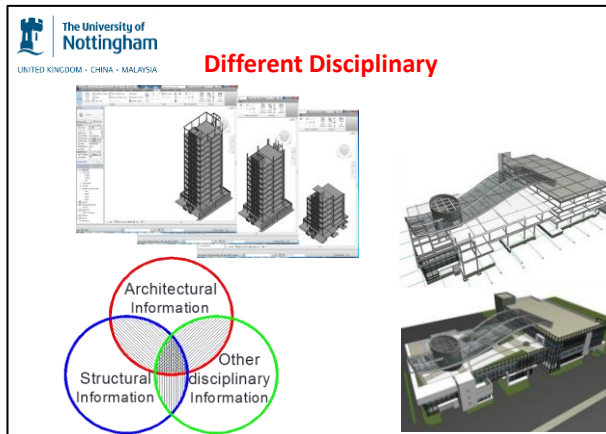 The University of
Nottingham
UNITED KINGDOM · CHINA · MALAYSIA
Different Disciplinary
Architectural
Information
Structural
Information
Other
disciplinary
Information